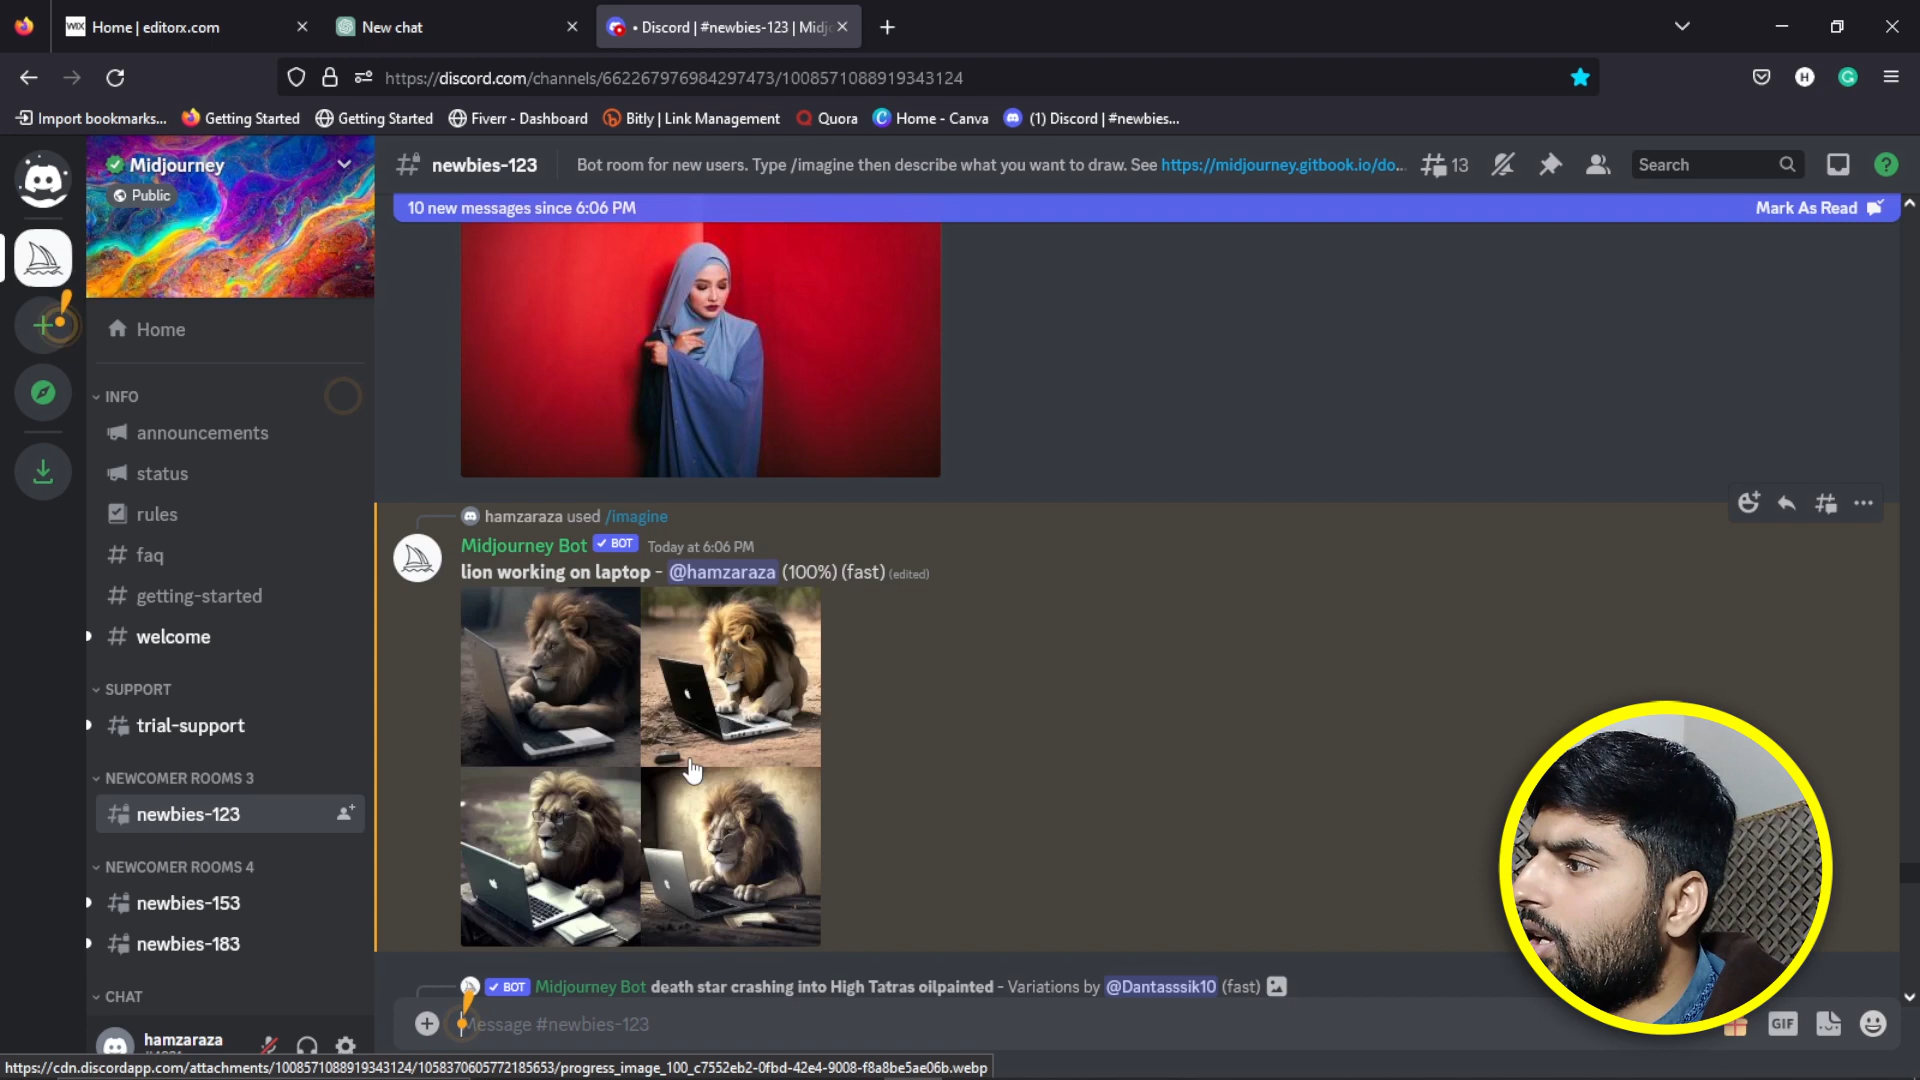 WIX Home | editorx.com
New chat
• Discord | #newbies-123 | Midj
https://discord.com/channels/662267976984297473/1008571088919343124
H
G
Import bookmarks...
Getting Started
Getting Started
Fiverr - Dashboard
Bitly | Link Management
Quora
Home - Canva
(1) Discord | #newbies...
Midjourney
Public
newbies-123
Bot room for new users. Type /imagine then describe what you want to draw. See https://midjourney.gitbook.io/do...
13
Search
10 new messages since 6:06 PM
Mark As Read
Home
INFO
announcements
status
rules
faq
getting-started
welcome
SUPPORT
trial-support
NEWCOMER ROOMS 3
newbies-123
NEWCOMER ROOMS 4
newbies-153
newbies-183
CHAT
hamzaraza
hamzaraza used /imagine
Midjourney Bot BOT Today at 6:06 PM
lion working on laptop - @hamzaraza (100%) (fast) (edited)
BOT Midjourney Bot death star crashing into High Tatras oilpainted - Variations by @Dantasssik10 (fast)
Message #newbies-123
GIF
https://cdn.discordapp.com/attachments/1008571088919343124/1058370605772185653/progress_image_100_c7552eb2-0fbd-42e4-9008-f8a8be5ae06b.webp